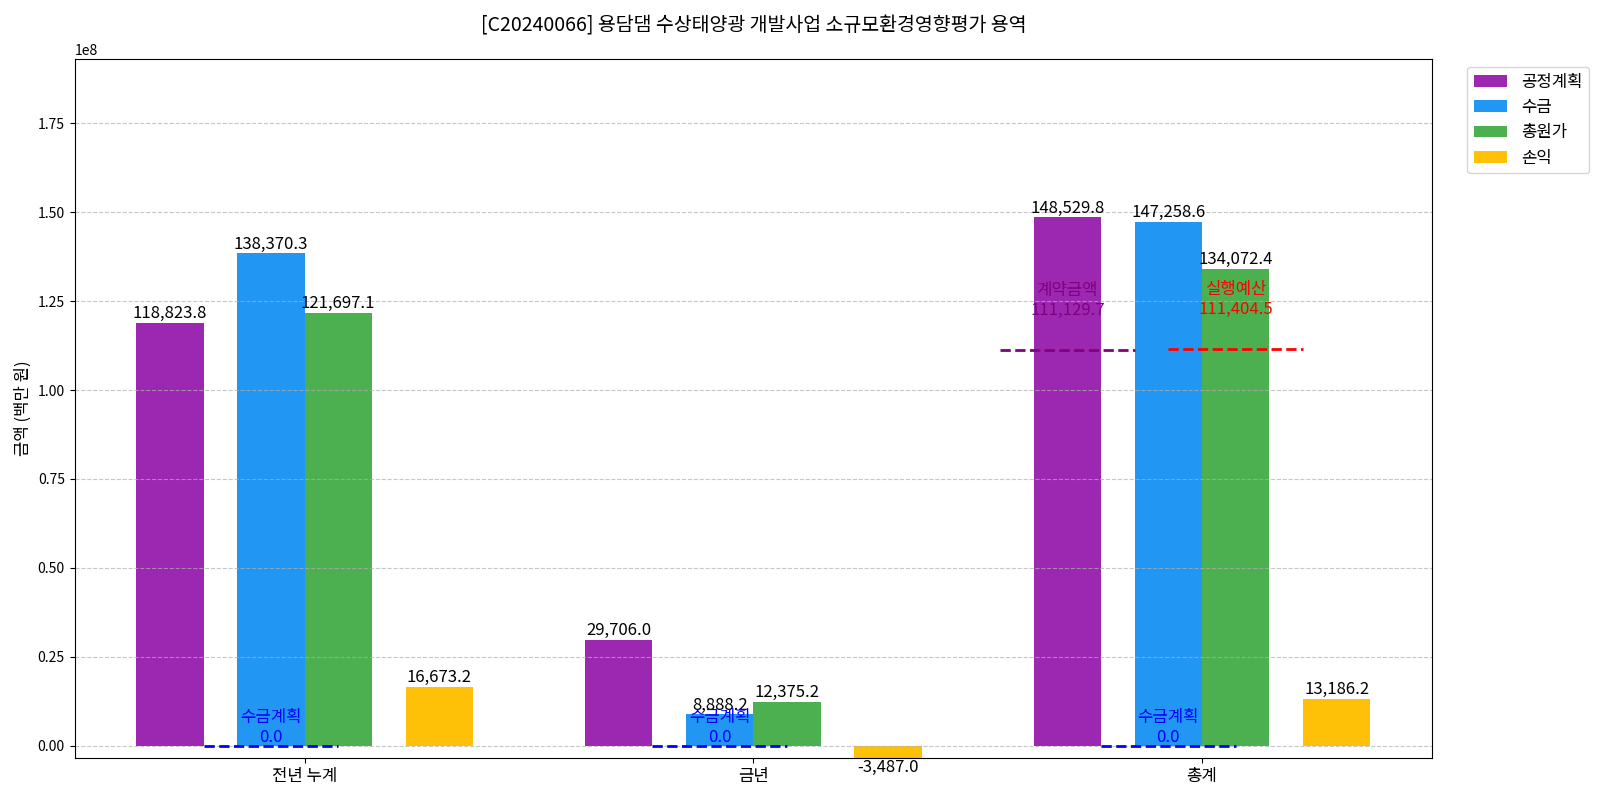 [C20240066] 용담댐 수상태양광 개발사업 소규모환경영향평가 용역
1e8
공정계획
수금
총원가
손익
금액 (백만 원)
1.75
1.50
1.25
1.00
0.75
0.50
0.25
0.00
118,823.8
138,370.3
121,697.1
16,673.2
수금계획
0.0
29,706.0
8,888.2
12,375.2
-3,487.0
수금계획
0.0
148,529.8
147,258.6
134,072.4
13,186.2
계약금액
111,129.7
실행예산
111,404.5
수금계획
0.0
전년 누계
금년
총계